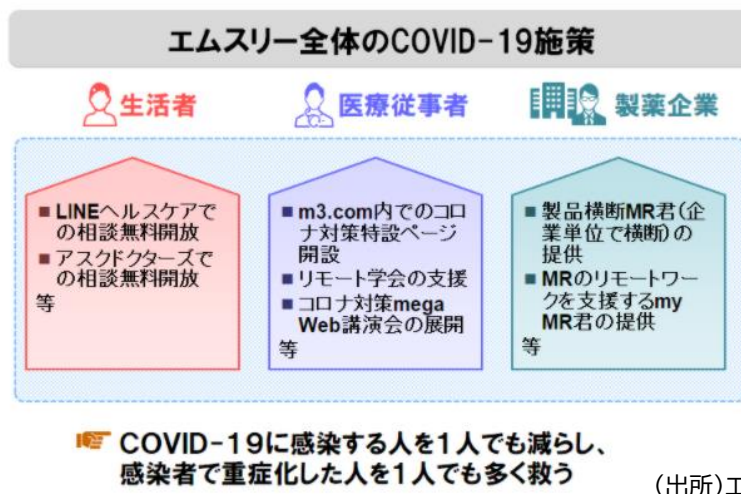 エムスリー全体のCOVID-19施策
生活者
医療従事者
製薬企業
■ LINEヘルスケアで
の相談無料開放
■ アスクドクターズで
の相談無料開放
等
■ m3.com内でのコロ
ナ対策特設ページ
開設
■ リモート学会の支援
■ コロナ対策mega
Web講演会の展開
等
■ 製品横断MR君(企
業単位で横断)の
提供
■ MRのリモートワー
クを支援するmy
MR君の提供
等
☞ COVID-19に感染する人を1人でも減らし、
感染者で重症化した人を1人でも多く救う
(出所)エ